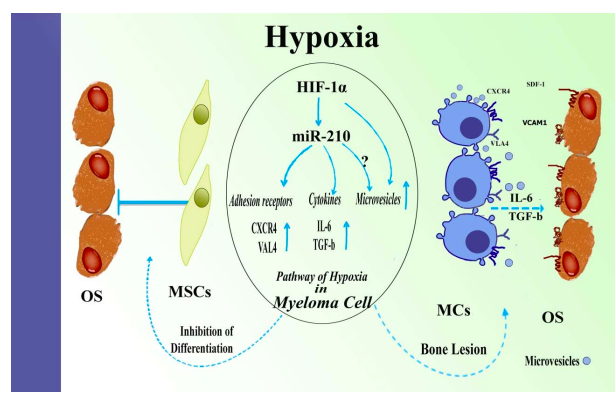 Hypoxia
HIF-1α
miR-210
?
Adhesion receptors
Cytokines
Microvesicles
CXCR4
VAL4
IL-6
TGF-b
Pathway of Hypoxia
in
Myeloma Cell
OS
MSCs
Inhibition of
Differentiation
CXCR4
VLA4
SDF-1
VCAM1
IL-6
TGF-b
MCs
OS
Bone Lesion
Microvesicles